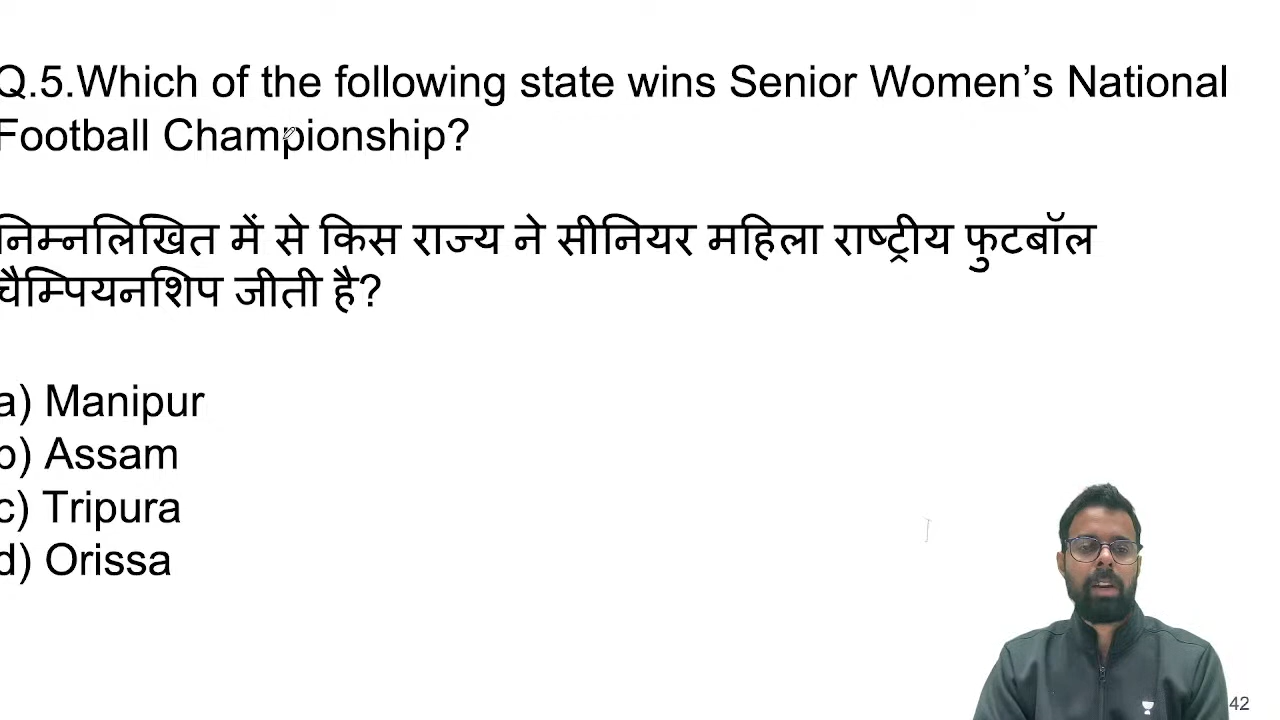 Q.5.Which of the following state wins Senior Women's National
Football Championship?
निम्नलिखित में से किस राज्य ने सीनियर महिला राष्ट्रीय फुटबॉल
चैम्पियनशिप जीती है?
a) Manipur
b) Assam
c) Tripura
d) Orissa
42